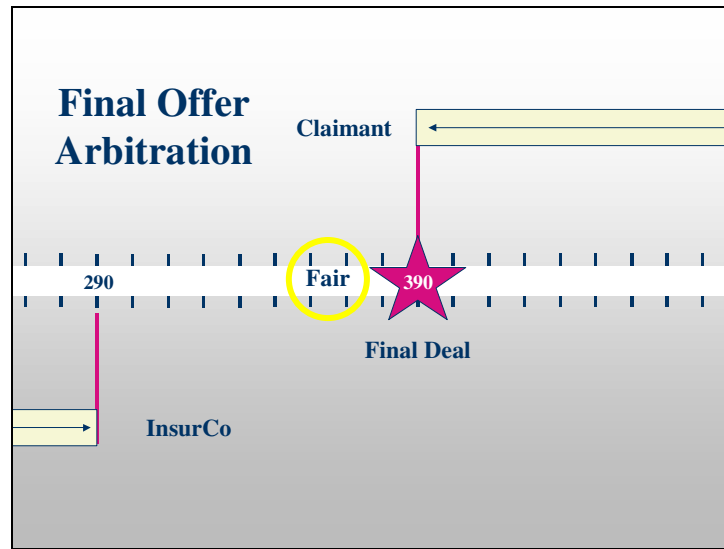 Final Offer
Arbitration
Claimant
290
Fair
390
Final Deal
InsurCo